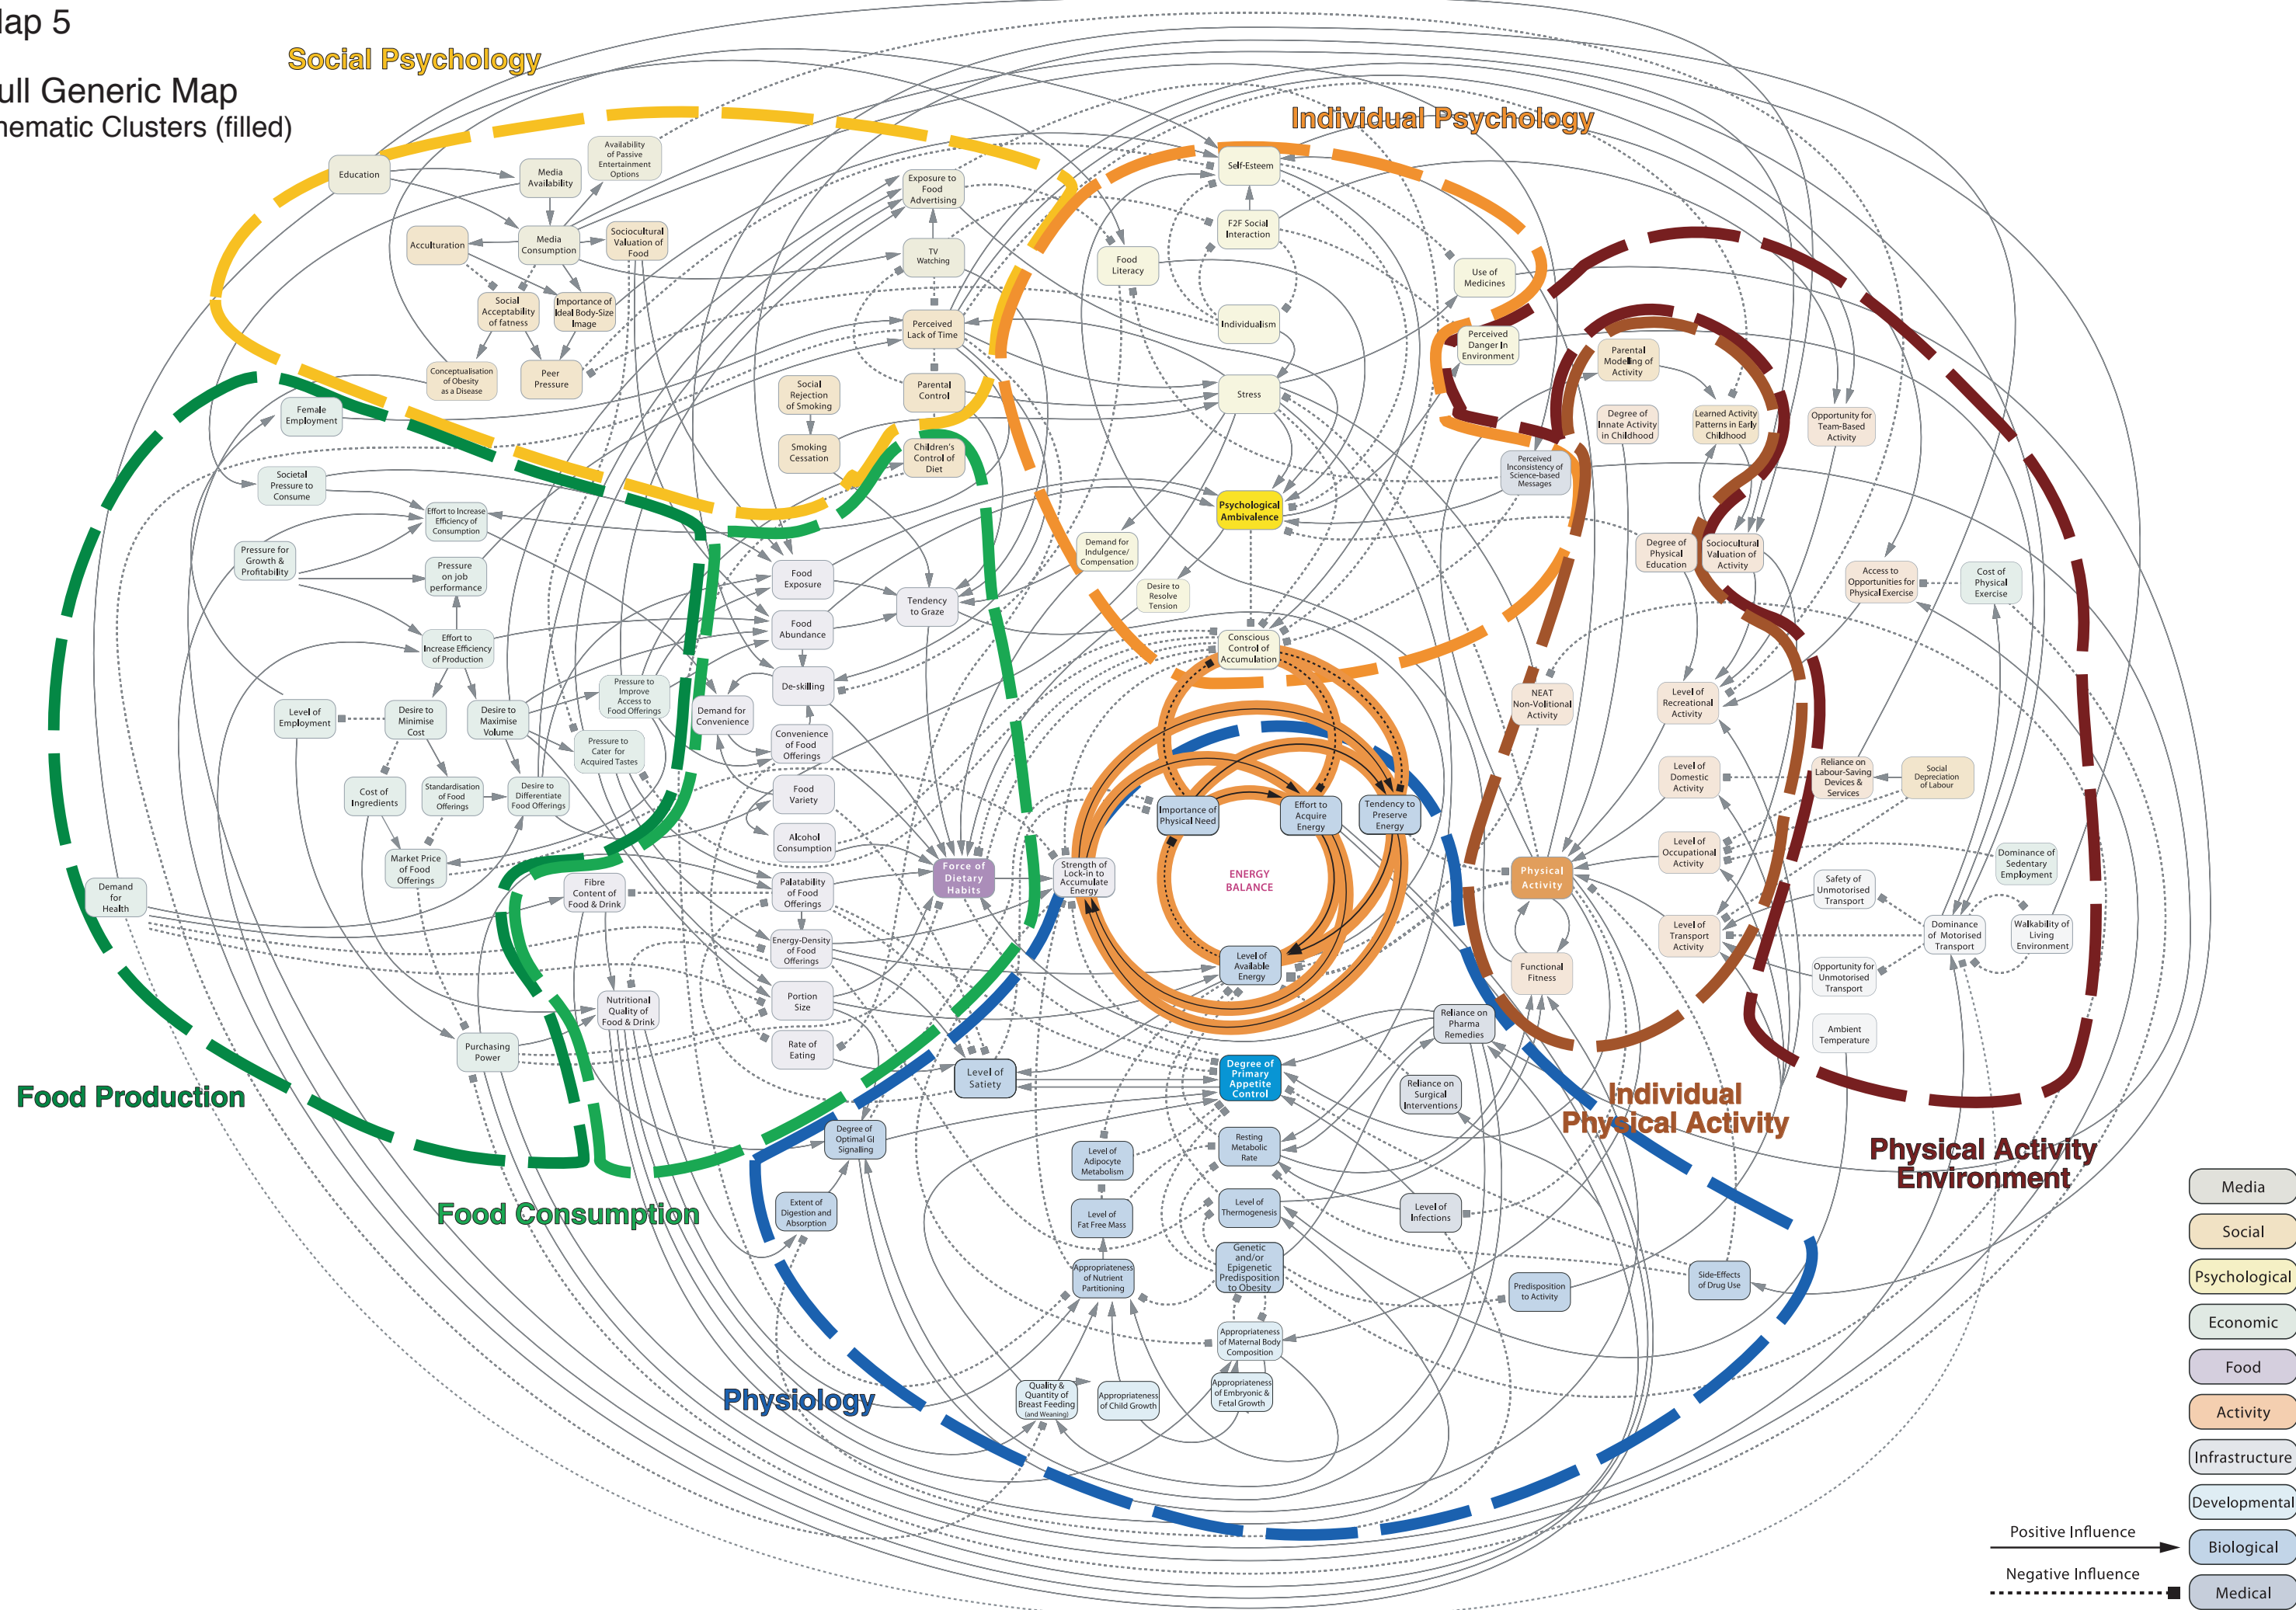 lap 5
ull Generic Map
hematic Clusters (filled)
Social Psychology
Individual Psychology
Education
Media
Availability
Availability
of Passive
Entertainment
Options
Acculturation
Media
Consumption
Sociocultural
Valuation of
Food
Social
Acceptability
of fatness
Importance of
Ideal Body-Size
Image
Conceptualisation
of Obesity
as a Disease
Peer
Pressure
Exposure to
Food
Advertising
TV
Watching
Perceived
Lack of Time
Parental
Control
Children's
Control of
Diet
Social
Rejection
of Smoking
Smoking
Cessation
Self-Esteem
F2F Social
Interaction
Food
Literacy
Individualism
Stress
Use of
Medicines
Perceived
Danger In
Environment
Psychological
Ambivalence
Demand for
Indulgence/
Compensation
Desire to
Resolve
Tension
Conscious
Control of
Accumulation
Perceived
Inconsistency of
Science-based
Messages
Parental
Modelling of
Activity
Degree of
Innate Activity
in Childhood
Learned Activity
Patterns in Early
Childhood
Opportunity for
Team-Based
Activity
Degree of
Physical
Education
Sociocultural
Valuation of
Activity
Access to
Opportunities for
Physical Exercise
Cost of
Physical
Exercise
Female
Employment
Societal
Pressure to
Consume
Effort to Increase
Efficiency of
Consumption
Pressure for
Growth &
Profitability
Pressure
on job
performance
Effort to
Increase Efficiency
of Production
Level of
Employment
Desire to
Minimise
Cost
Desire to
Maximise
Volume
Pressure to
Improve
Access to
Food Offerings
Pressure to
Cater for
Acquired Tastes
Cost of
Ingredients
Standardisation
of Food
Offerings
Desire to
Differentiate
Food Offerings
Market Price
of Food
Offerings
Demand
for
Health
Purchasing
Power
Food
Exposure
Food
Abundance
Tendency
to Graze
De-skilling
Demand for
Convenience
Convenience
of Food
Offerings
Food
Variety
Alcohol
Consumption
Fibre
Content of
Food & Drink
Palatability
of Food
Offerings
Energy-Density
of Food
Offerings
Nutritional
Quality of
Food & Drink
Portion
Size
Rate of
Eating
Force of
Dietary
Habits
Strength of
Lock-in to
Accumulate
Energy
Importance of
Physical Need
Effort to
Acquire
Energy
Tendency to
Preserve
Energy
ENERGY
BALANCE
Level of
Available
Energy
NEAT
Non-Volitional
Activity
Level of
Recreational
Activity
Level of
Domestic
Activity
Reliance on
Labour-Saving
Devices &
Services
Social
Depreciation
of Labour
Level of
Occupational
Activity
Dominance of
Sedentary
Employment
Physical
Activity
Safety of
Unmotorised
Transport
Level of
Transport
Activity
Dominance
of Motorised
Transport
Walkability of
Living
Environment
Functional
Fitness
Opportunity for
Unmotorised
Transport
Ambient
Temperature
Reliance on
Pharma
Remedies
Reliance on
Surgical
Interventions
Level of
Satiety
Degree of
Primary
Appetite
Control
Degree of
Optimal GI
Signalling
Extent of
Digestion and
Absorption
Level of
Adipocyte
Metabolism
Resting
Metabolic
Rate
Level of
Fat Free Mass
Level of
Thermogenesis
Level of
Infections
Appropriateness
of Nutrient
Partitioning
Genetic
and/or
Epigenetic
Predisposition
to Obesity
Predisposition
to Activity
Side-Effects
of Drug Use
Appropriateness
of Maternal Body
Composition
Quality &
Quantity of
Breast Feeding
(and Weaning)
Appropriateness
of Child Growth
Appropriateness
of Embryonic &
Fetal Growth
Food Production
Food Consumption
Physiology
Individual
Physical Activity
Physical Activity
Environment
Media
Social
Psychological
Economic
Food
Activity
Infrastructure
Developmental
Biological
Medical
Positive Influence
Negative Influence